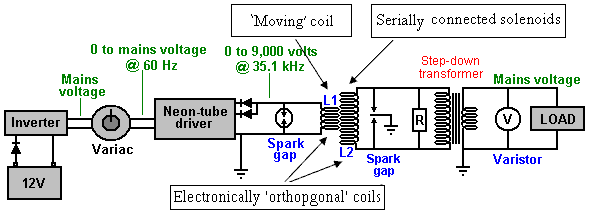 'Moving' coil
Serially connected solenoids
0 to mains voltage
@ 60 Hz
0 to 9,000 volts
@ 35.1 kHz
Step-down
transformer
Mains
voltage
Mains voltage
L1
Inverter
Neon-tube
driver
R
V
LOAD
Variac
Spark
gap
L2
Spark
gap
Varistor
12V
Electronically 'orthopgonal' coils